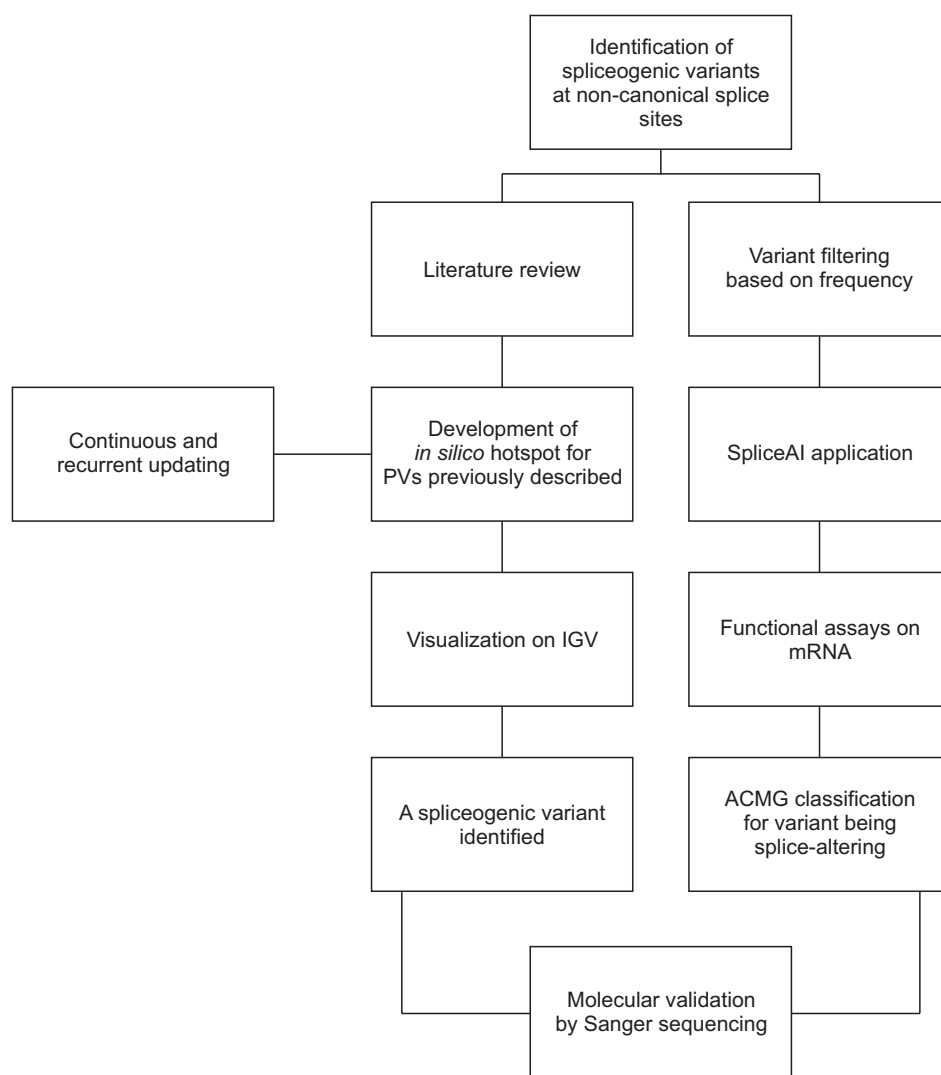 Identification of
spliceogenic variants
at non-canonical splice
sites
Literature review
Variant filtering
based on frequency
Continuous and
recurrent updating
Development of
in silico hotspot for
PVs previously described
SpliceAI application
Visualization on IGV
Functional assays on
mRNA
A spliceogenic variant
identified
ACMG classification
for variant being
splice-altering
Molecular validation
by Sanger sequencing